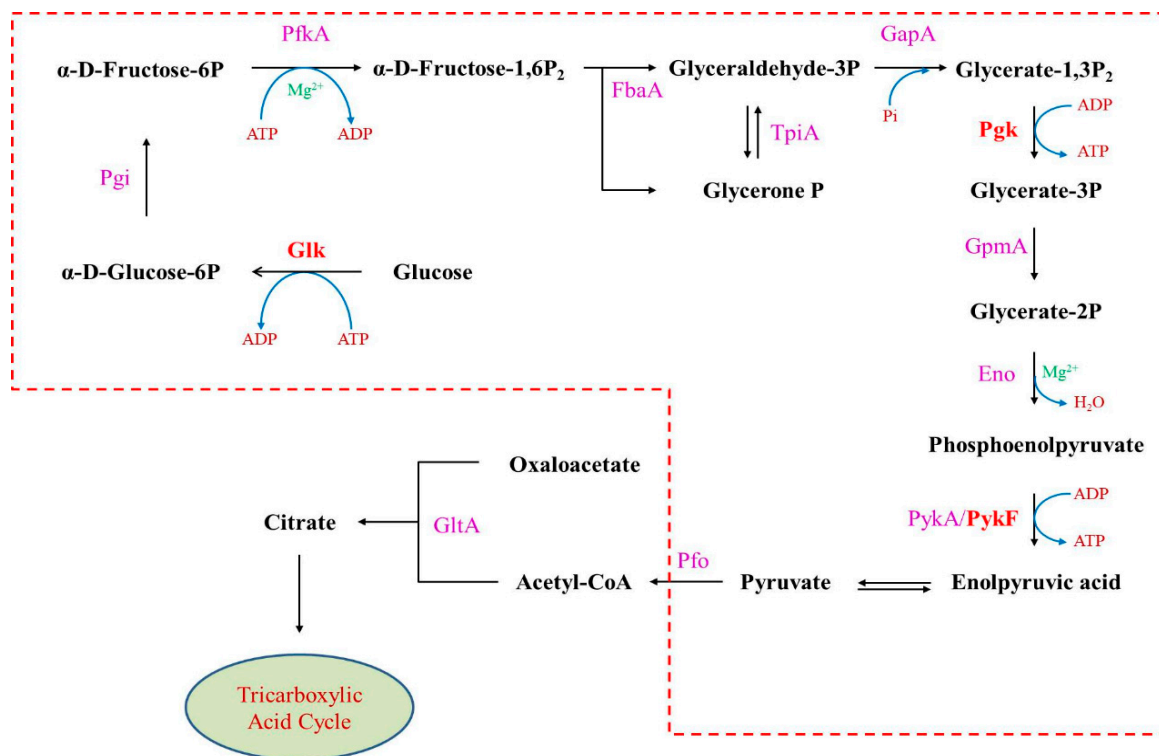 PfkA
GapA
α-D-Fructose-6P
α-D-Fructose-1,6P₂
Glyceraldehyde-3P
Glycerate-1,3P₂
Mg²⁺
FbaA
ATP
ADP
Pi
ADP
Pgk
TpiA
ATP
Pgi
Glycerone P
Glycerate-3P
Glk
GpmA
α-D-Glucose-6P
Glucose
ADP
ATP
Glycerate-2P
Eno
Mg²⁺
H₂O
Phosphoenolpyruvate
Oxaloacetate
ADP
Citrate
GltA
PykA/PykF
ATP
Pfo
Acetyl-CoA
Pyruvate
Enolpyruvic acid
Tricarboxylic
Acid Cycle